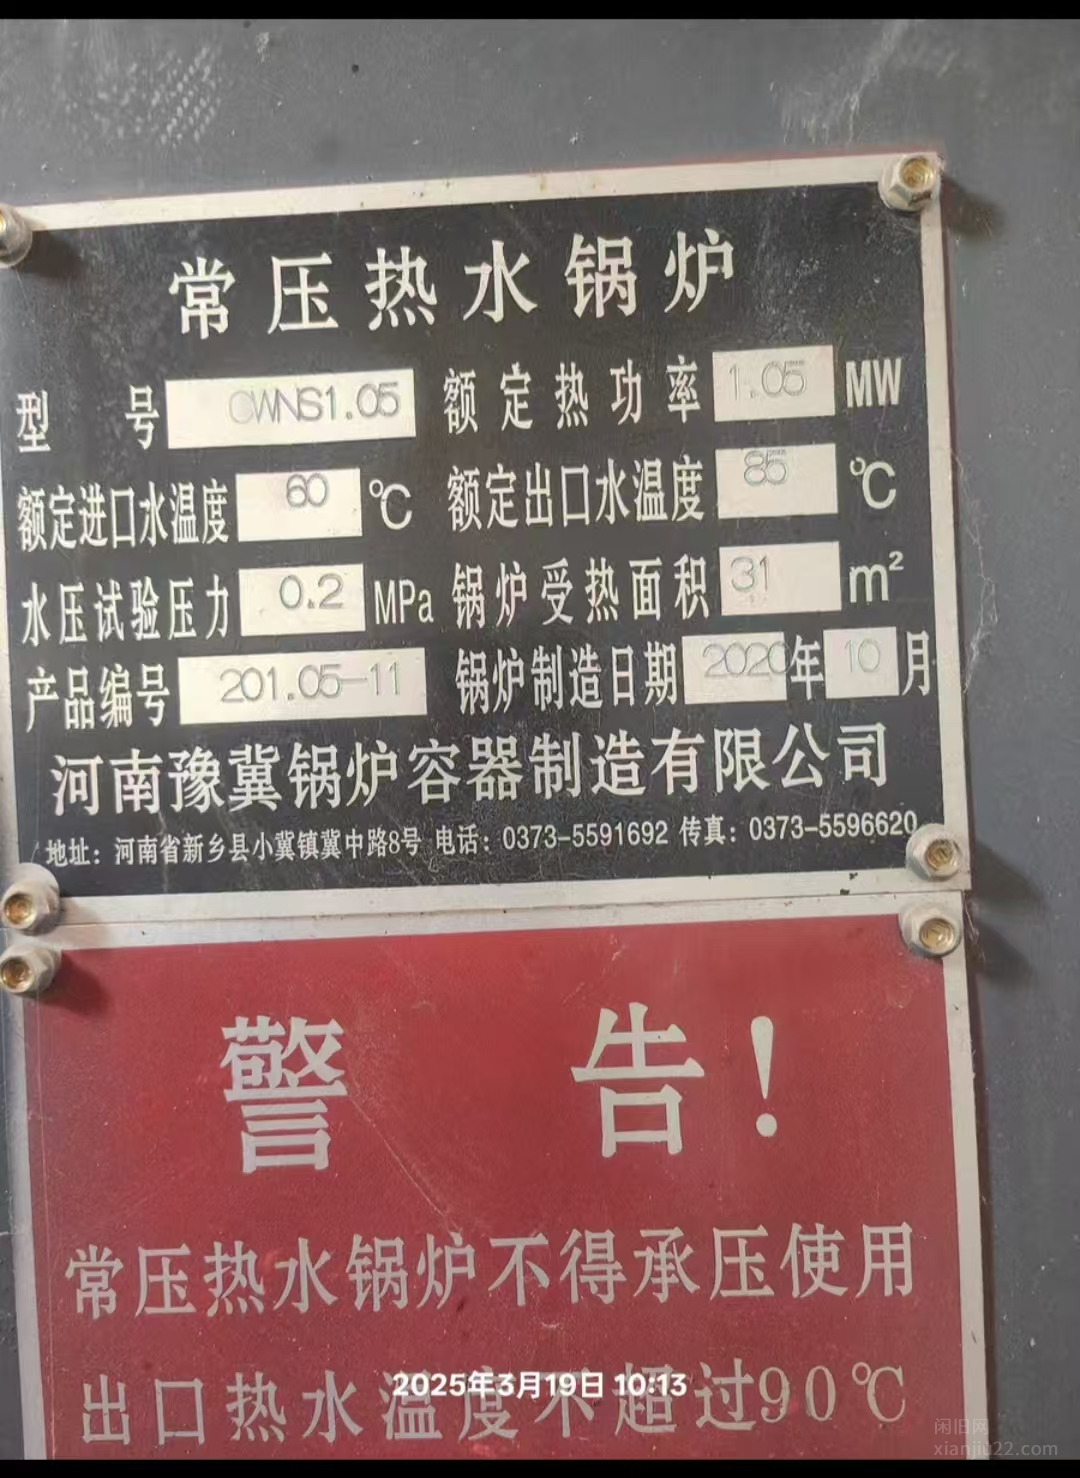 常压热水锅炉
型号 CWNS1.05 额定热功率 1.05 MW
额定进口水温度 60 ℃ 额定出口水温度 85 ℃
水压试验压力 0.2 MPa 锅炉受热面积 31 m²
产品编号 201.05-11 锅炉制造日期 2020年10月
河南豫冀锅炉容器制造有限公司
地址：河南省新乡县小冀镇冀中路8号 电话：0373-5591692 传真：0373-5596620
警告！
常压热水锅炉不得承压使用
出口热水温度不超过90℃
2025年3月19日 10:13
闲旧网
xianjiu22.com